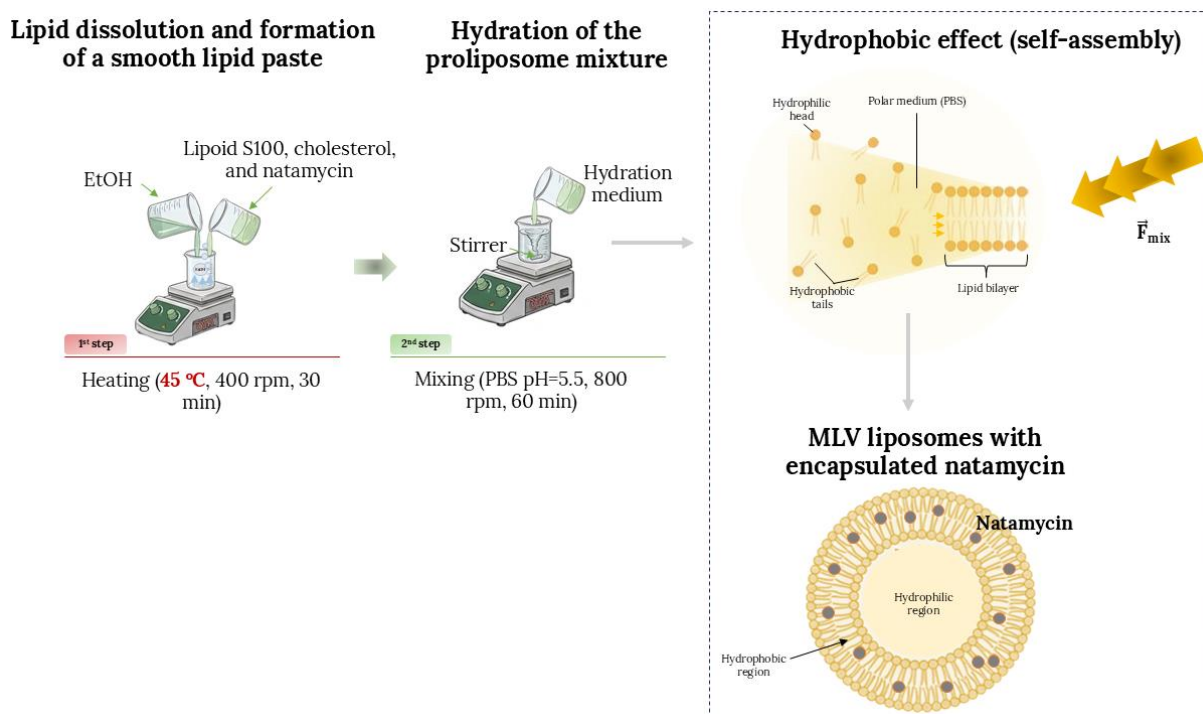 Lipid dissolution and formation
of a smooth lipid paste
EtOH
Lipoid S100, cholesterol,
and natamycin
1st step
Heating (45 ºC, 400 rpm, 30
min)
Hydration of the
proliposome mixture
Hydration
medium
Stirrer
2nd step
Mixing (PBS pH=5.5, 800
rpm, 60 min)
Hydrophobic effect (self-assembly)
Hydrophilic
head
Polar medium (PBS)
Hydrophobic
tails
Lipid bilayer
F⃗mix
MLV liposomes with
encapsulated natamycin
Natamycin
Hydrophilic
region
Hydrophobic
region